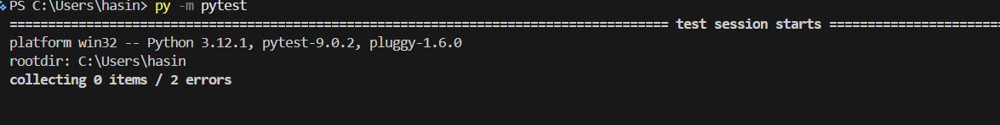 PS C:\Users\hasin> py -m pytest
============================================================================================ test session starts ========================
platform win32 -- Python 3.12.1, pytest-9.0.2, pluggy-1.6.0
rootdir: C:\Users\hasin
collecting 0 items / 2 errors